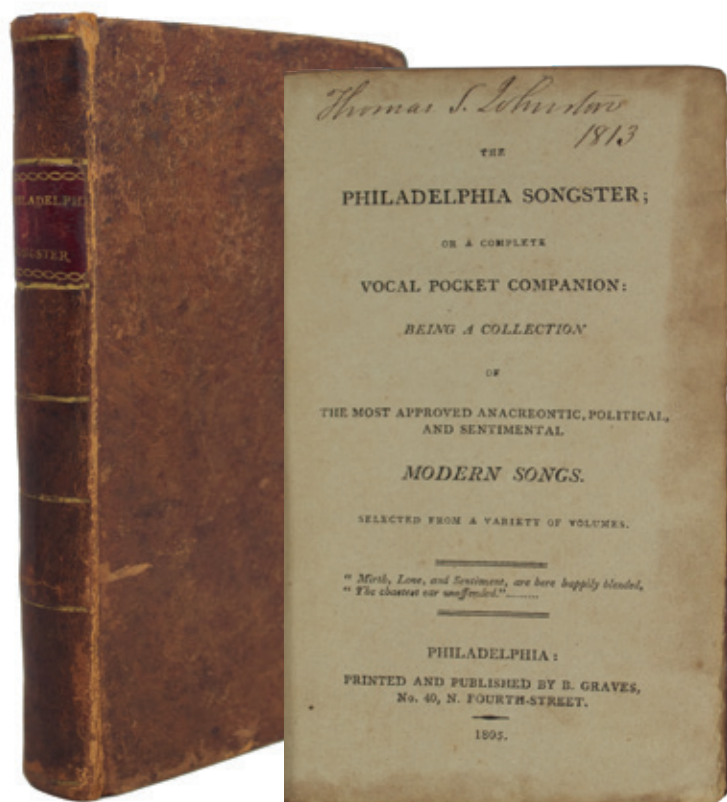 PHILADELPH
SONGSTER
Thomas S. Johnston
1813
THE
PHILADELPHIA SONGSTER;
OR A COMPLETE
VOCAL POCKET COMPANION:
BEING A COLLECTION
OF
THE MOST APPROVED ANACREONTIC, POLITICAL,
AND SENTIMENTAL
MODERN SONGS.
SELECTED FROM A VARIETY OF VOLUMES.
" Mirth, Love, and Sentiment, are here happily blended,
" The chastest ear unoffended.".........
PHILADELPHIA:
PRINTED AND PUBLISHED BY B. GRAVES,
No. 40, N. FOURTH-STREET.
1805.